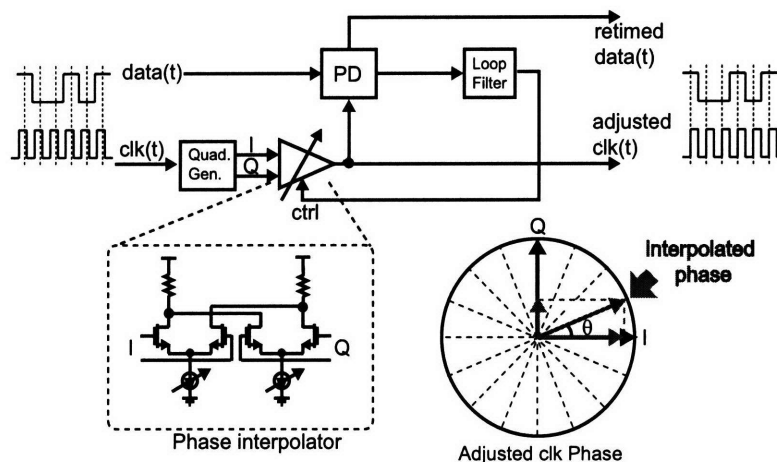 retimed
data(t)
data(t)
PD
Loop
Filter
adjusted
clk(t)
clk(t)
Quad.
Gen.
I
Q
ctrl
Q
Interpolated
phase
θ
I
I
Q
Phase interpolator
Adjusted clk Phase